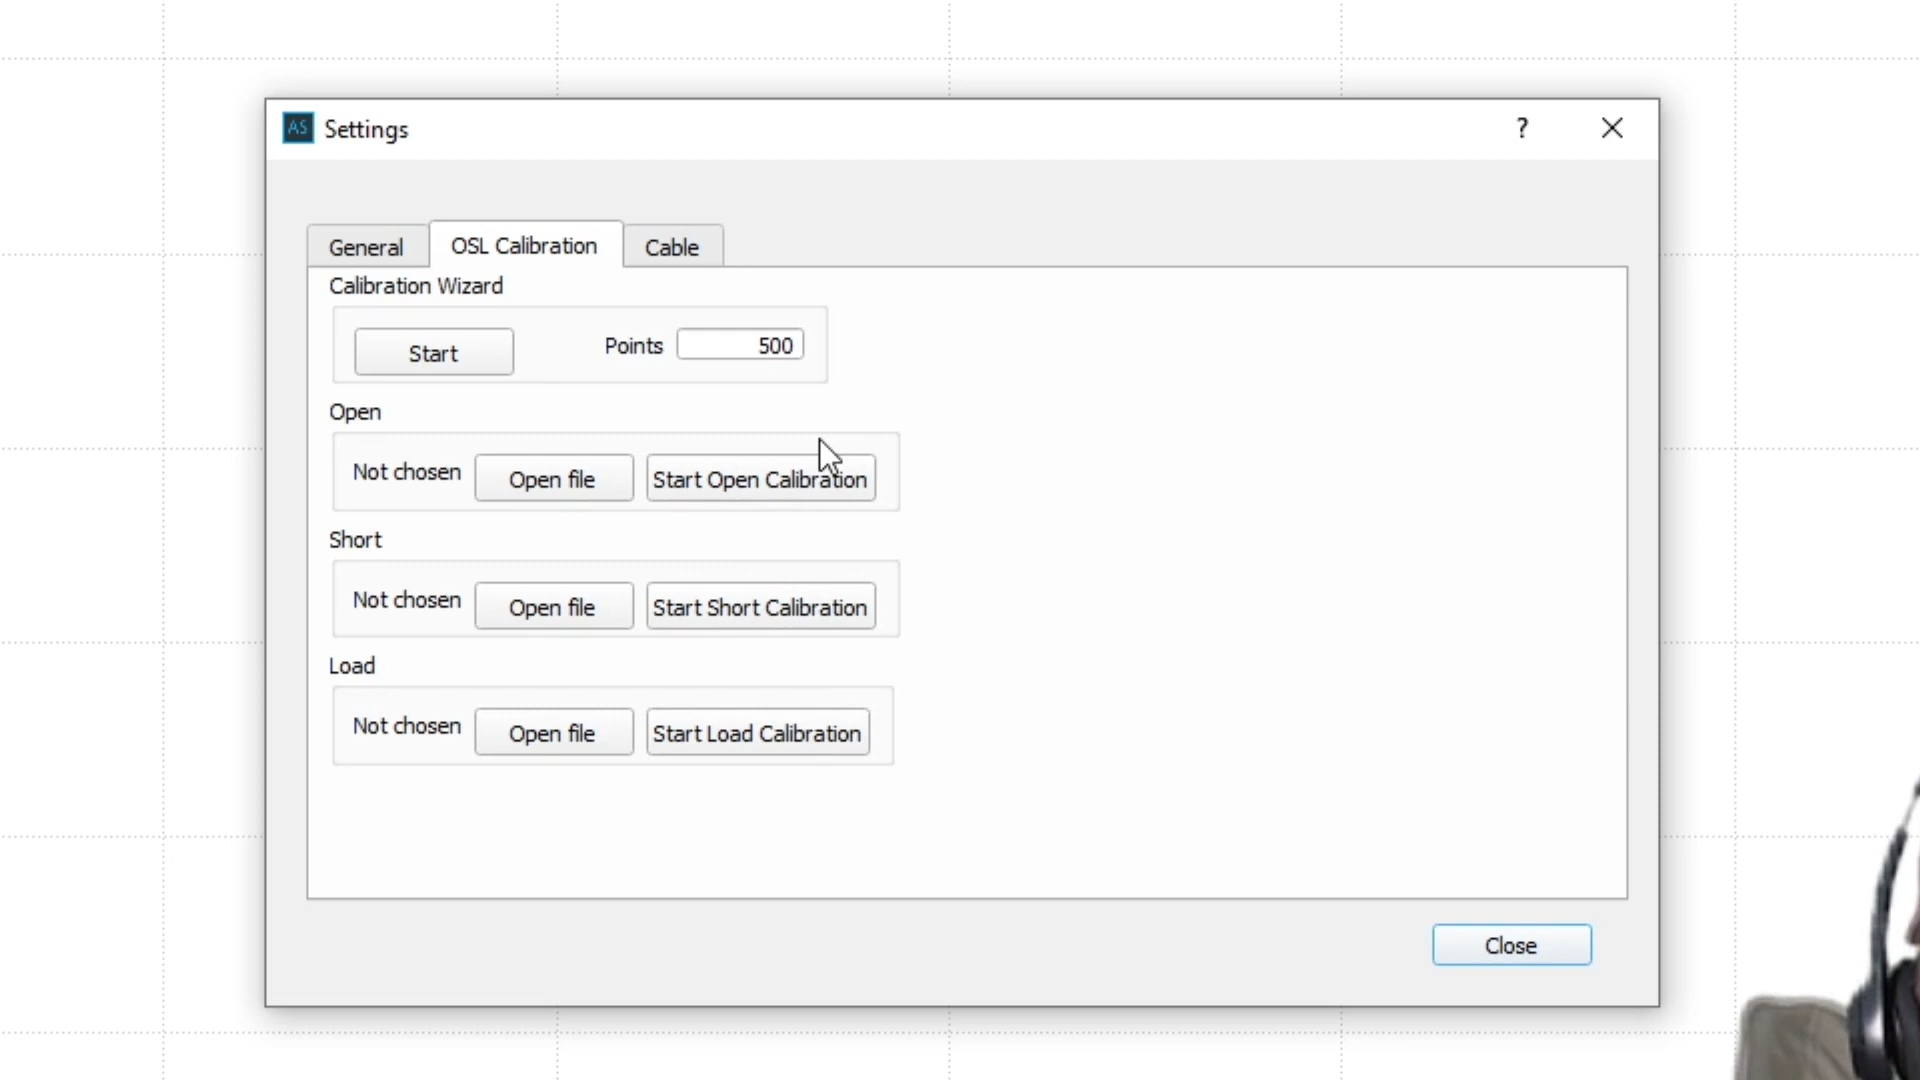 AS Settings ?
General OSL Calibration Cable
Calibration Wizard
Start Points 500
Open
Not chosen Open file Start Open Calibration
Short
Not chosen Open file Start Short Calibration
Load
Not chosen Open file Start Load Calibration
Close